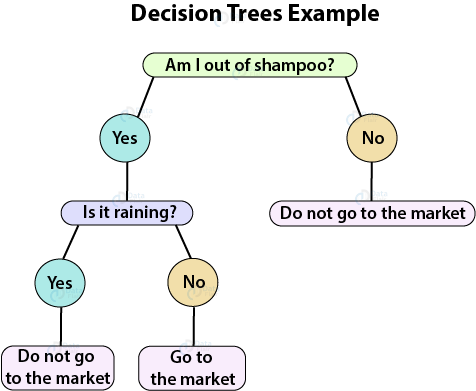 Decision Trees Example
Am I out of shampoo?
Yes
No
Is it raining?
Do not go to the market
Yes
No
Do not go
to the market
Go to
the market